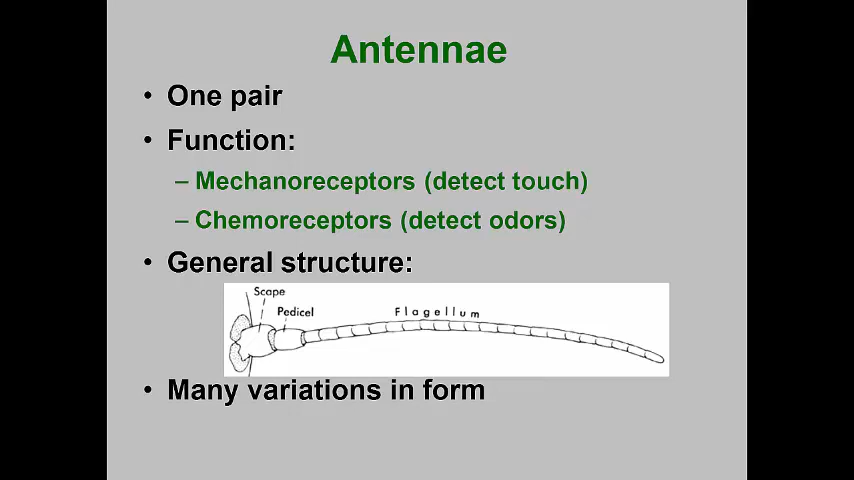 Antennae
• One pair
• Function:
– Mechanoreceptors (detect touch)
– Chemoreceptors (detect odors)
• General structure:
Scape
Pedicel
Flagellum
• Many variations in form